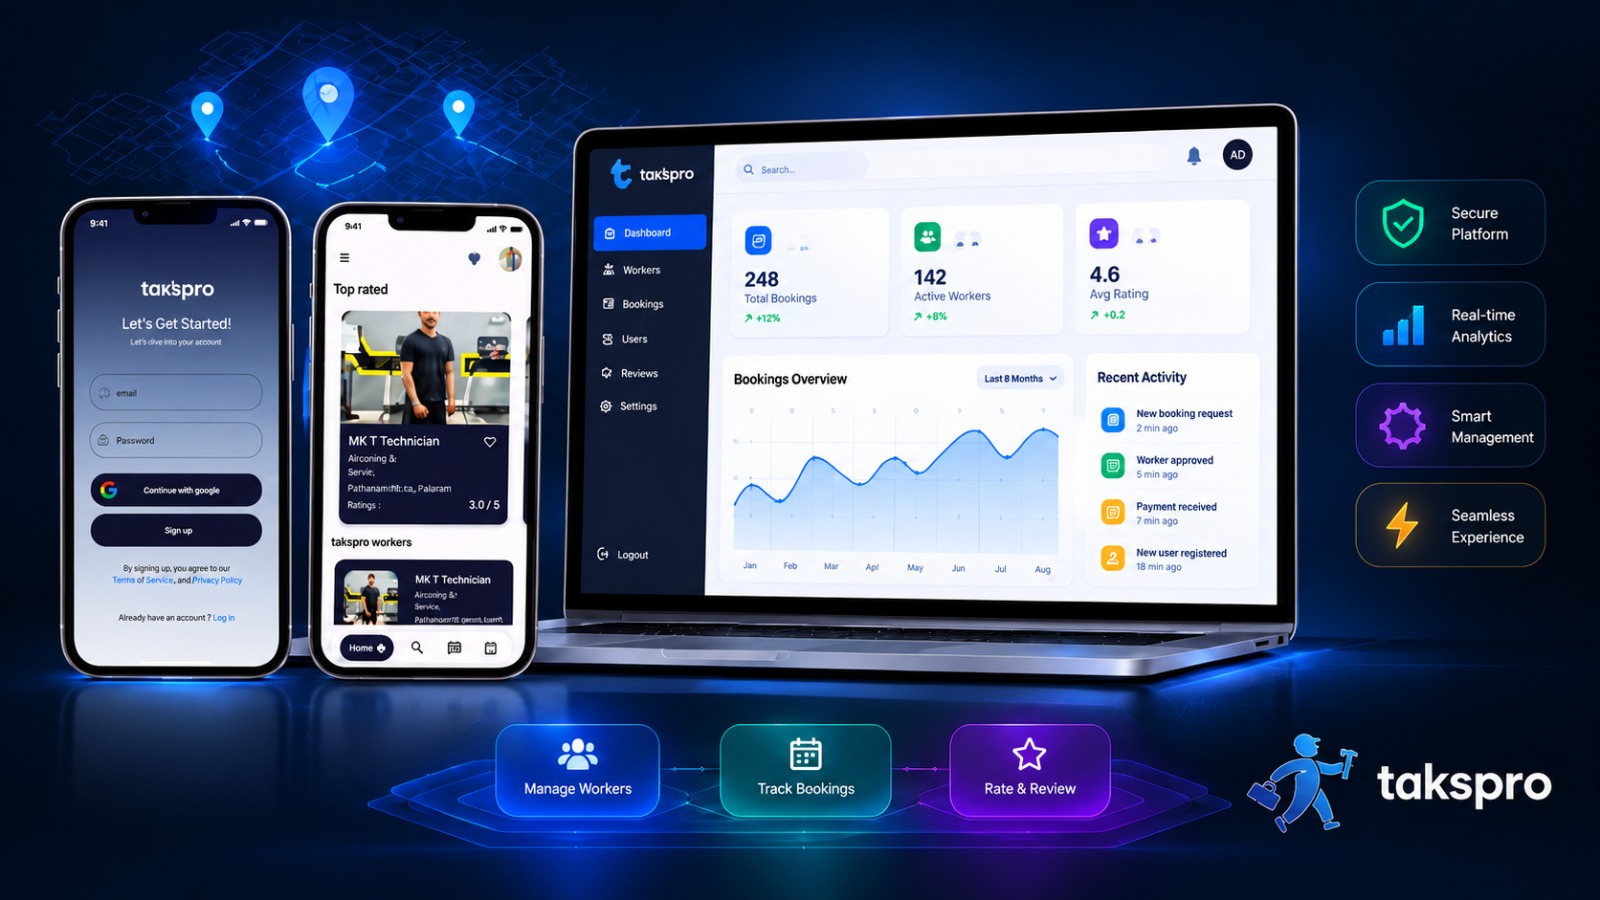 9:41
takspro
Let's Get Started!
Let's dive into your account
email
Password
Continue with google
Sign up
By signing up, you agree to our
Terms of Service, and Privacy Policy
Already have an account ? Log in
9:41
Top rated
MK T Technician
Airconing &
Servie,
Palaram
Ratings :
3.0 / 5
takspro workers
MK T Technician
Airconing &
Service,
Home
takspro
Search..
AD
Dashboard
Workers
Bookings
Users
Reviews
Settings
Logout
248
Total Bookings
+12%
142
Active Workers
+8%
4.6
Avg Rating
+0.2
Bookings Overview
Last 8 Months
Jan Feb Mar Apr May Jun Jul Aug
Recent Activity
New booking request
2 min ago
Worker approved
5 min ago
Payment received
7 min ago
New user registered
18 min ago
Secure
Platform
Real-time
Analytics
Smart
Management
Seamless
Experience
Manage Workers
Track Bookings
Rate & Review
takspro